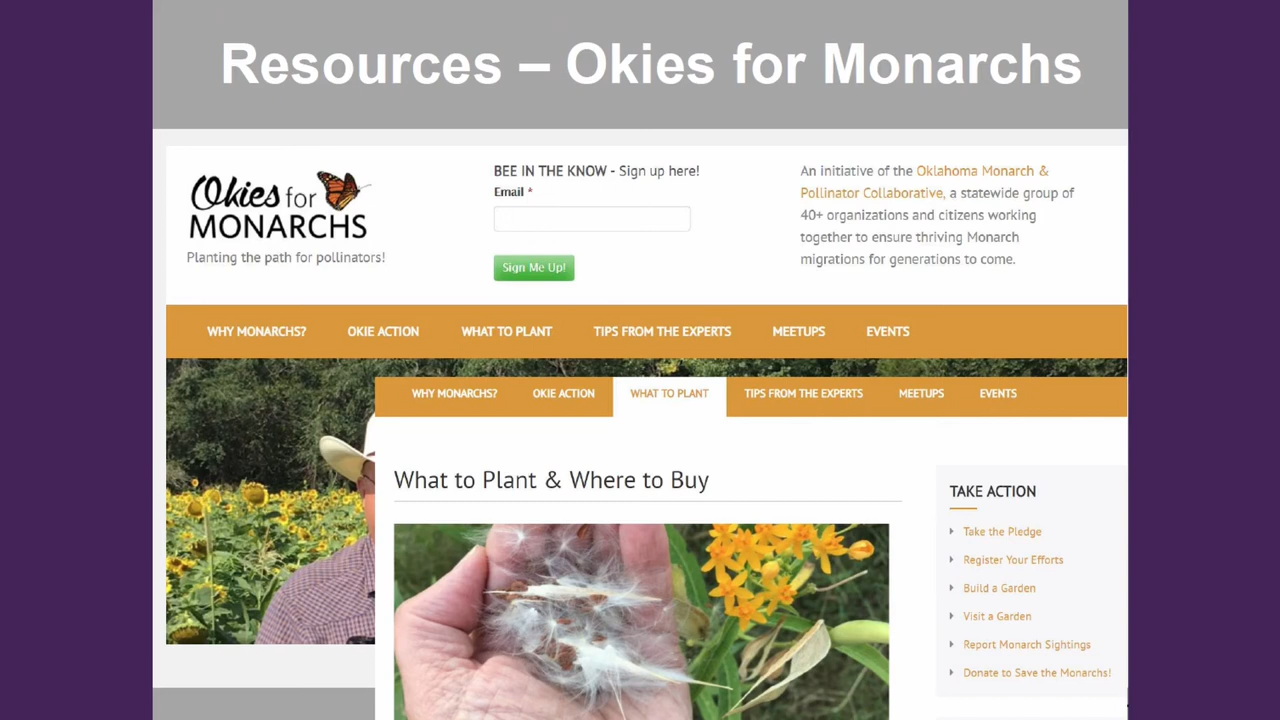 Resources – Okies for Monarchs
Okies for
MONARCHS
Planting the path for pollinators!
BEE IN THE KNOW - Sign up here!
Email *
Sign Me Up!
An initiative of the Oklahoma Monarch &
Pollinator Collaborative, a statewide group of
40+ organizations and citizens working
together to ensure thriving Monarch
migrations for generations to come.
WHY MONARCHS? OKIE ACTION WHAT TO PLANT TIPS FROM THE EXPERTS MEETUPS EVENTS
WHY MONARCHS? OKIE ACTION WHAT TO PLANT TIPS FROM THE EXPERTS MEETUPS EVENTS
What to Plant & Where to Buy
TAKE ACTION
Take the Pledge
Register Your Efforts
Build a Garden
Visit a Garden
Report Monarch Sightings
Donate to Save the Monarchs!